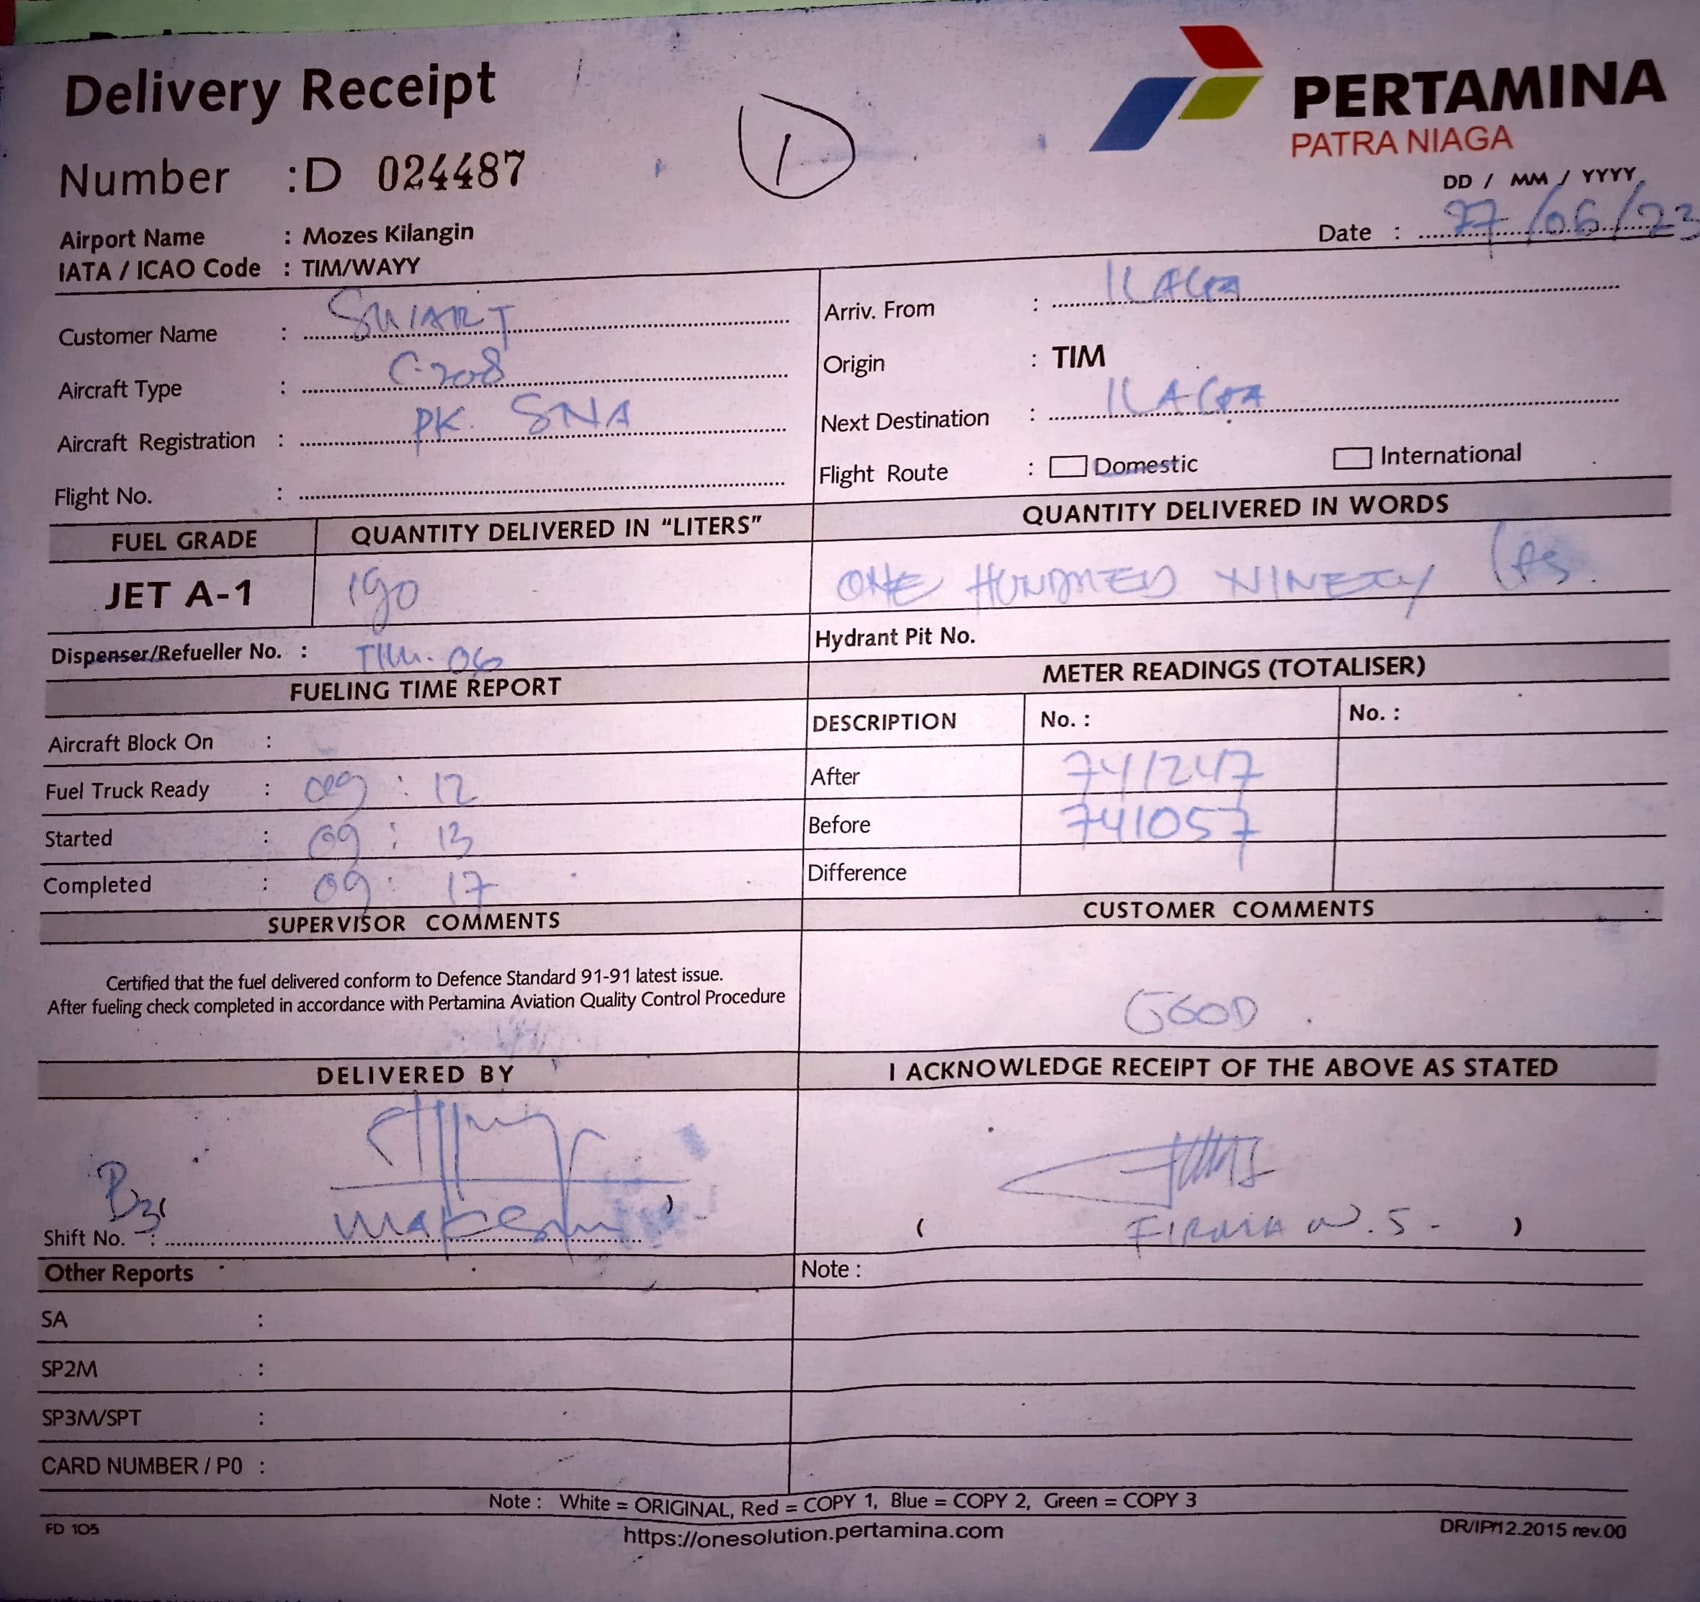 Delivery Receipt
1
PERTAMINA
PATRA NIAGA
Number : D 024487
DD / MM / YYYY
Airport Name : Mozes Kilangin
Date : 27/06/23
IATA / ICAO Code : TIM/WAYY
Customer Name : SMART
Arriv. From : ILAGA
Aircraft Type : C-208
Origin : TIM
Aircraft Registration : PK. SNA
Next Destination : ILAGA
Flight No. :
Flight Route : Domestic International
FUEL GRADE QUANTITY DELIVERED IN “LITERS” QUANTITY DELIVERED IN WORDS
JET A-1 190 ONE HUNDRED NINETY
Dispenser/Refueller No. : TIM. 06 Hydrant Pit No.
FUELING TIME REPORT METER READINGS (TOTALISER)
DESCRIPTION No. : No. :
Aircraft Block On :
Fuel Truck Ready : 09 : 12 After 741247
Started : 09 : 13 Before 741057
Completed : 09 : 17 Difference
SUPERVISOR COMMENTS CUSTOMER COMMENTS
Certified that the fuel delivered conform to Defence Standard 91-91 latest issue.
After fueling check completed in accordance with Pertamina Aviation Quality Control Procedure
GOOD
DELIVERED BY I ACKNOWLEDGE RECEIPT OF THE ABOVE AS STATED
Shift No. : ( FIRMA W.S - )
Other Reports Note :
SA :
SP2M :
SP3M/SPT :
CARD NUMBER / P0 :
Note : White = ORIGINAL, Red = COPY 1, Blue = COPY 2, Green = COPY 3
FD 105 https://onesolution.pertamina.com DR/IP/12.2015 rev.00